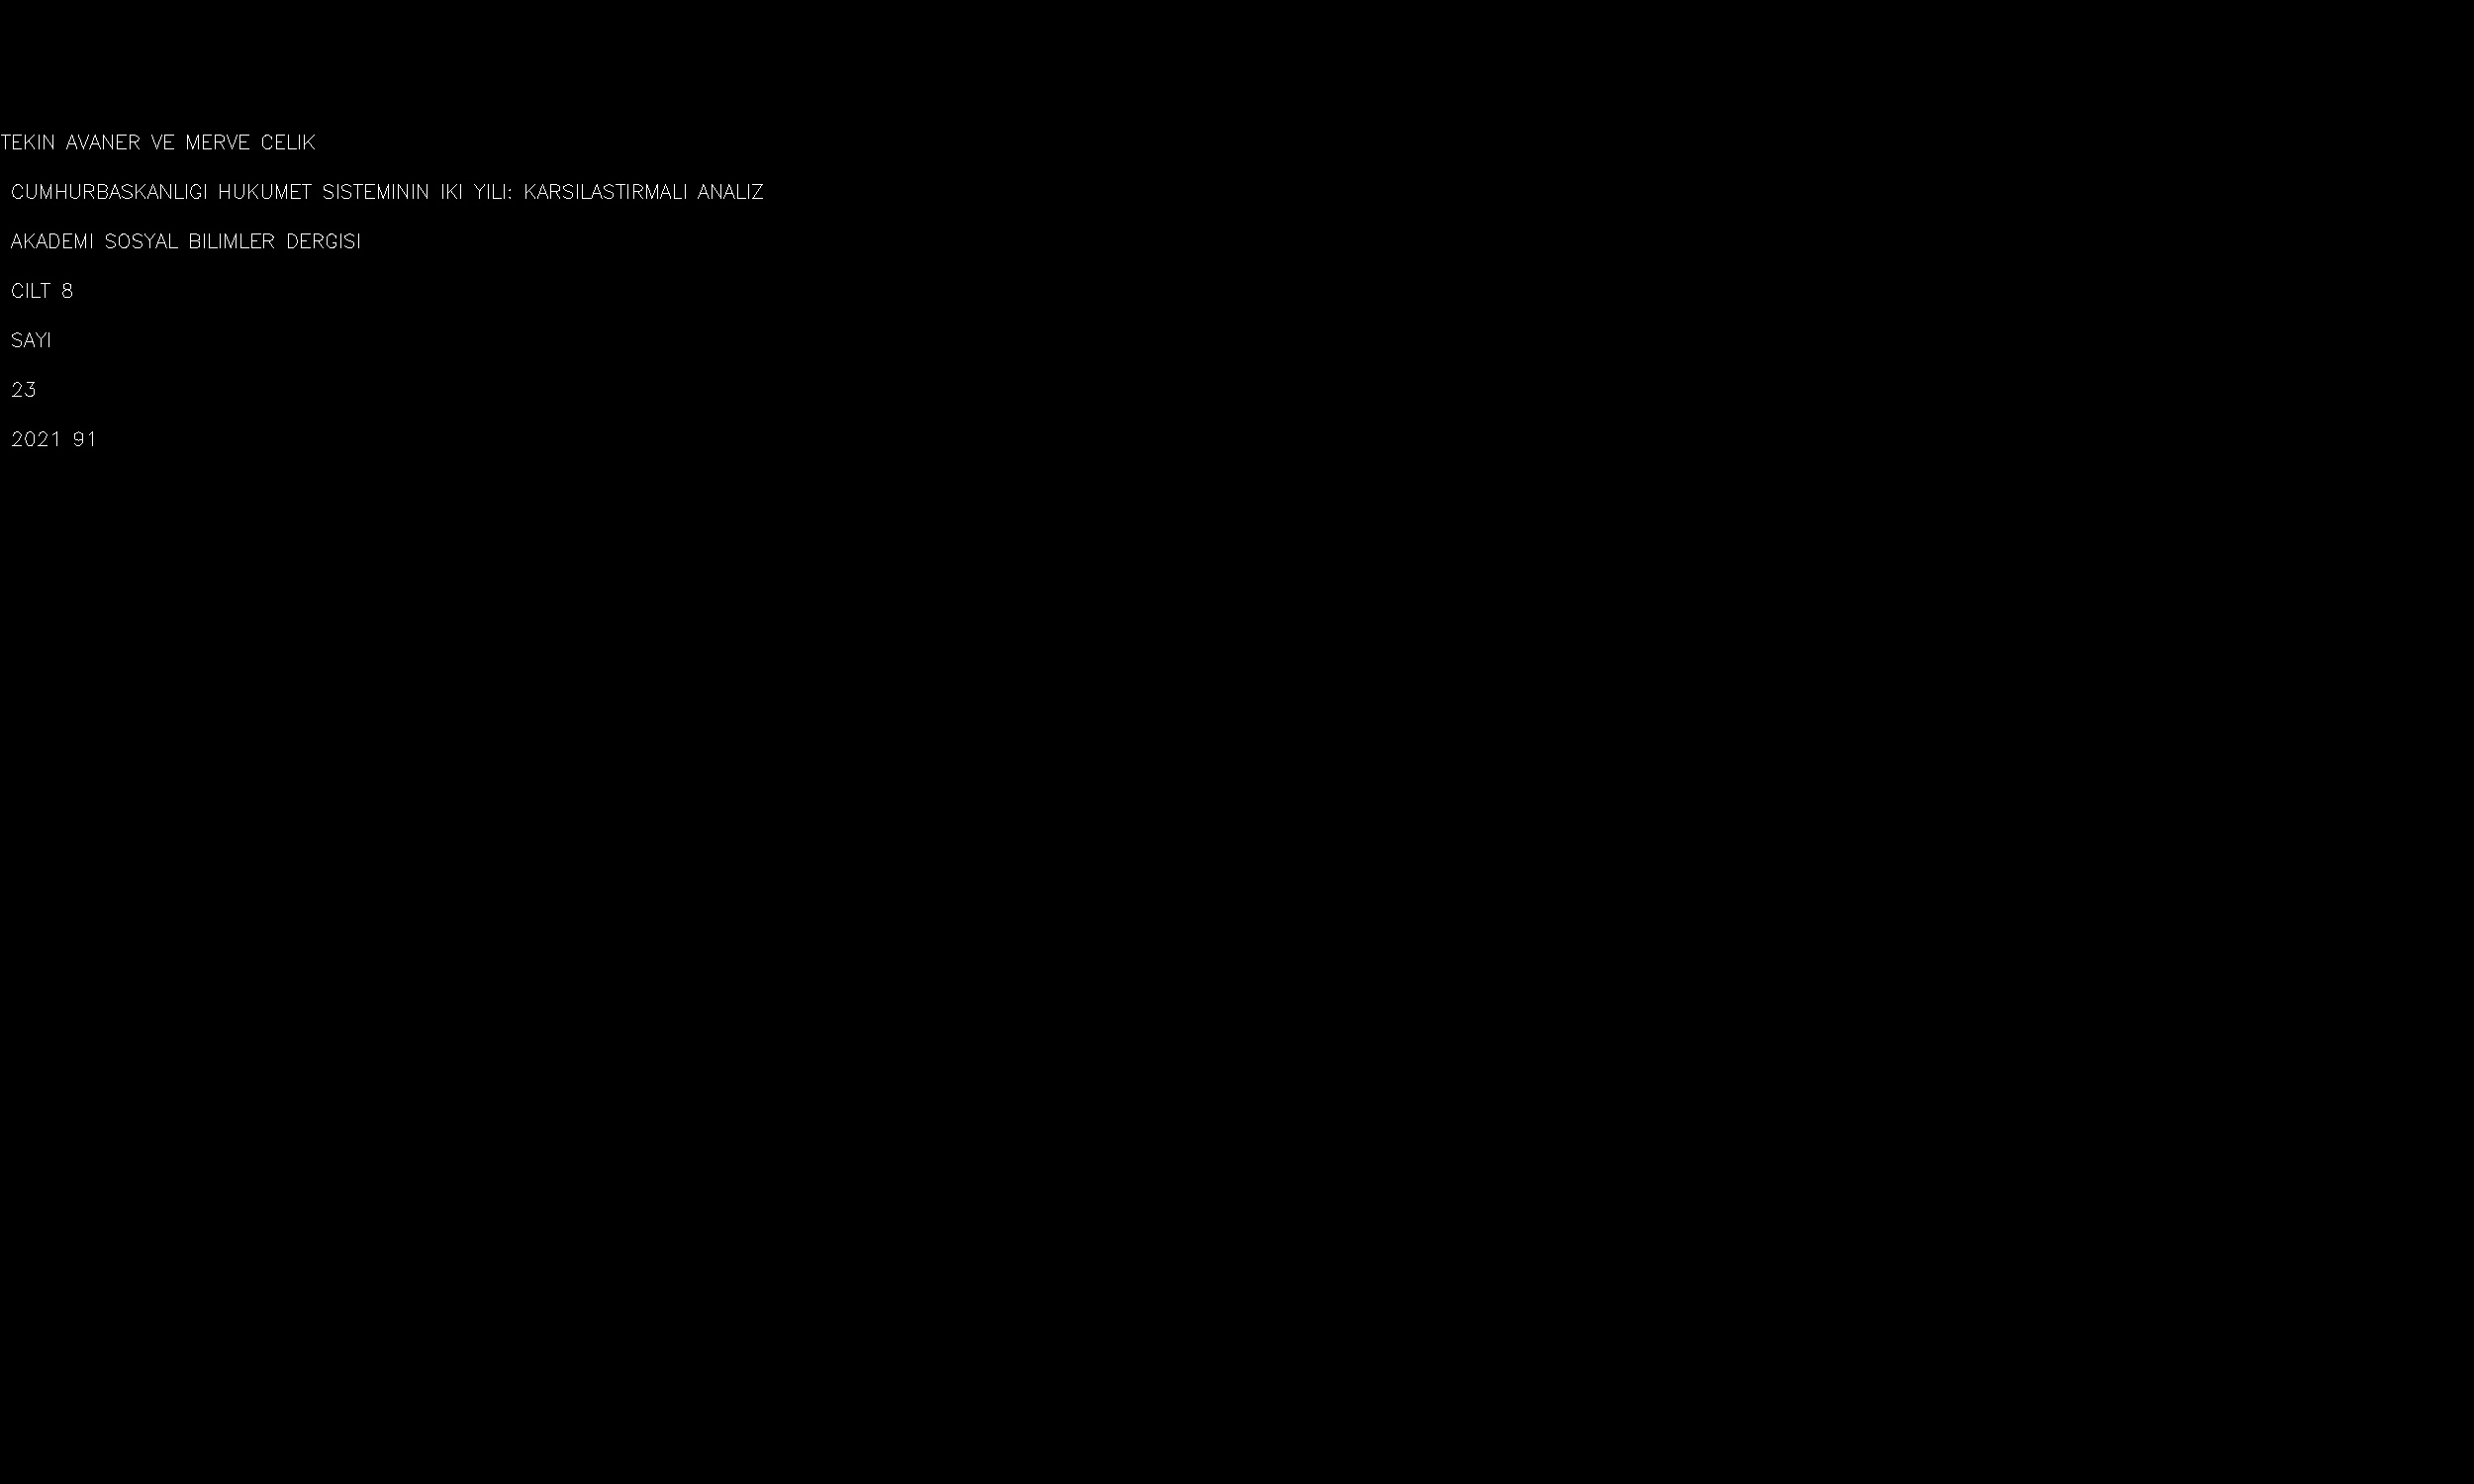 TEKIN AVANER VE MERVE CELIK
CUMHURBASKANLIGI HUKUMET SISTEMININ IKI YILI: KARSILASTIRMALI ANALIZ
AKADEMI SOSYAL BILIMLER DERGISI
CILT 8
SAYI
23
2021 91